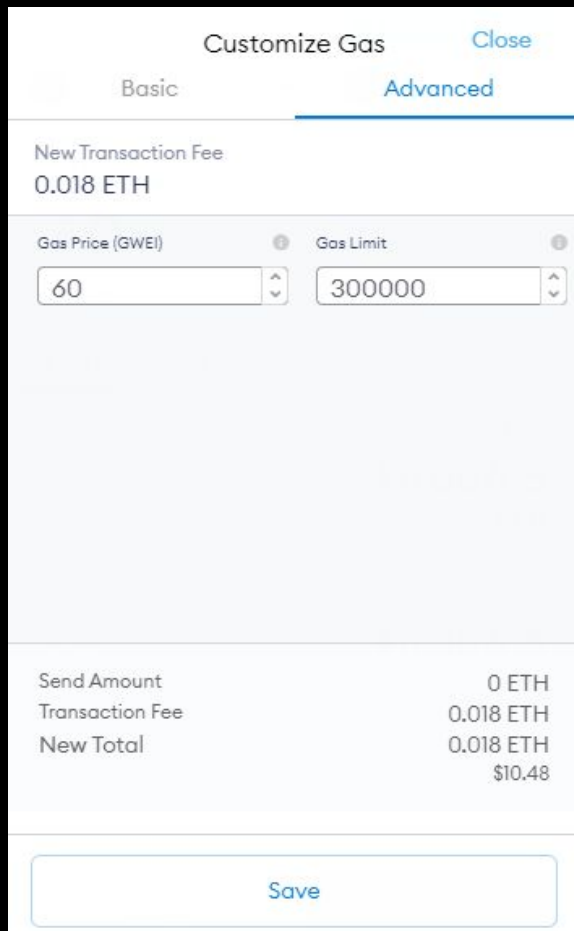 Customize Gas Close
Basic Advanced
New Transaction Fee
0.018 ETH
Gas Price (GWEI) Gas Limit
60 300000
Send Amount 0 ETH
Transaction Fee 0.018 ETH
New Total 0.018 ETH
$10.48
Save